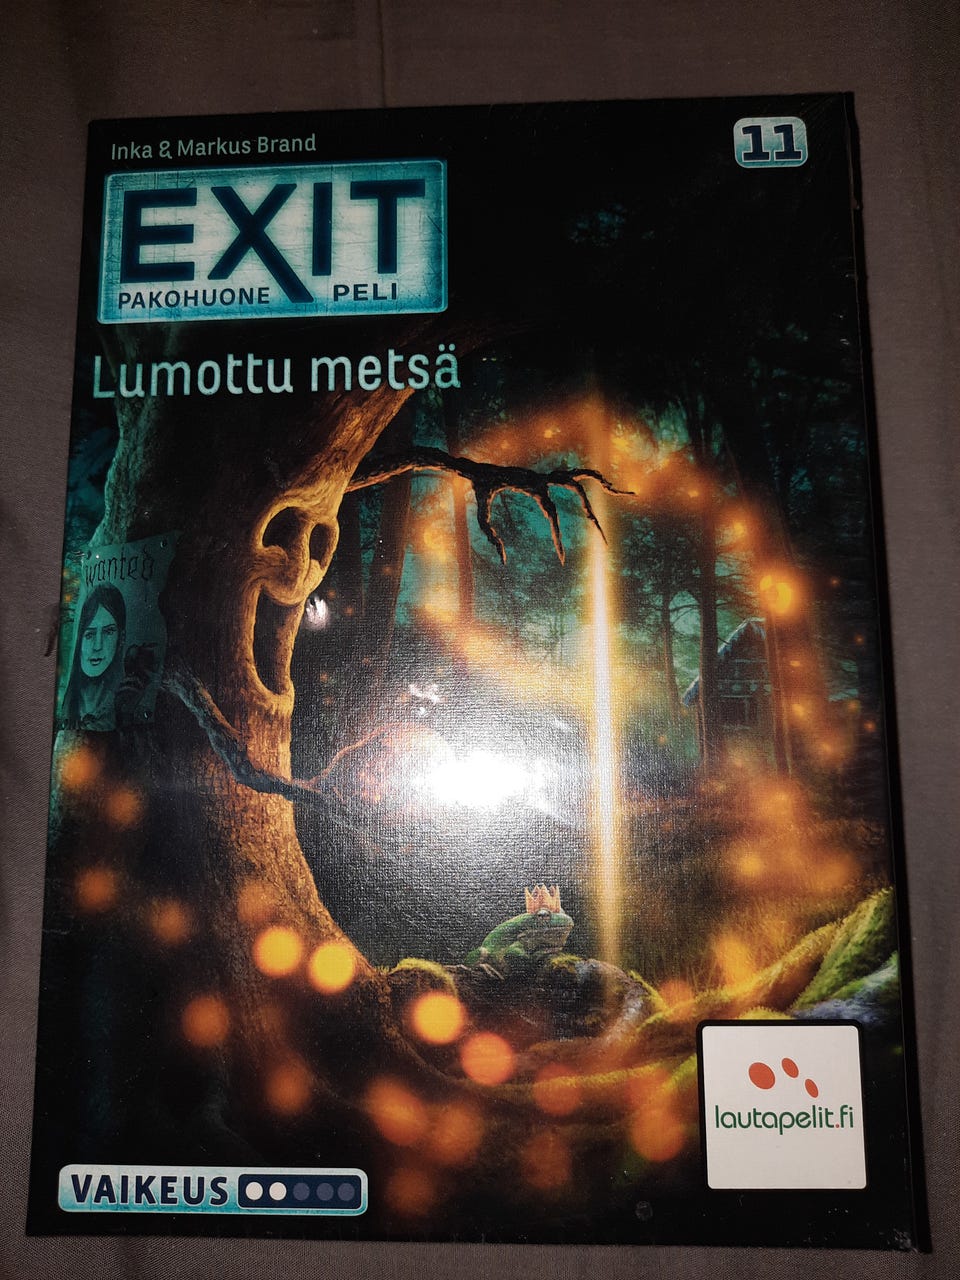 Inka & Markus Brand
11
EXIT
PAKOHUONE PELI
Lumottu metsä
wanted
lautapelit.fi
VAIKEUS